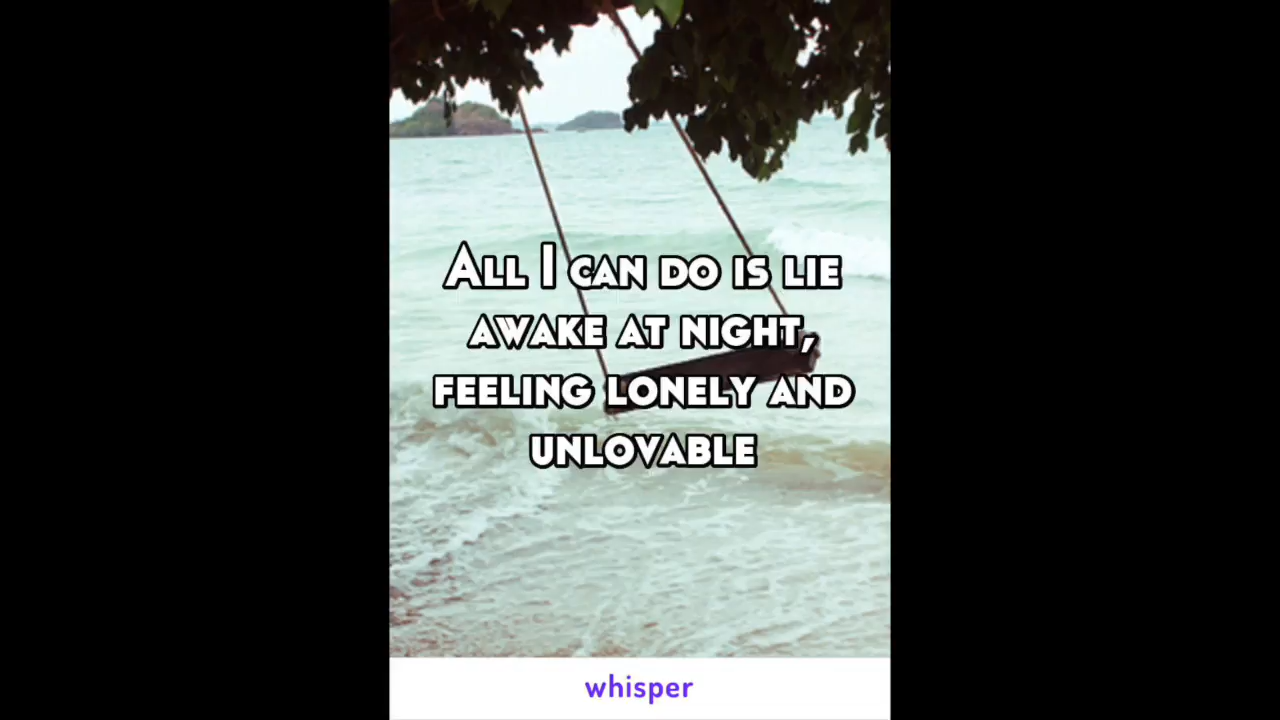 All I can do is lie
awake at night,
feeling lonely and
unlovable
whisper